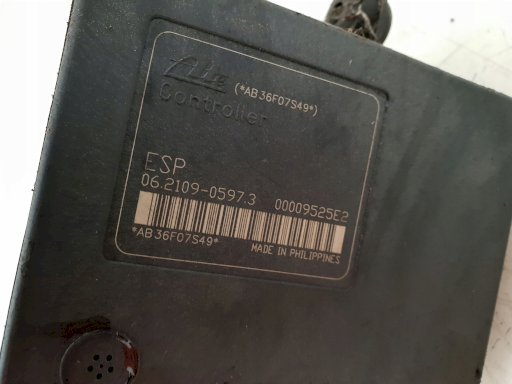 Ate (*AB36F07S49*)
Controller
ESP
06.2109-0597.3 00009525E2
*AB36F07S49*
MADE IN PHILIPPINES